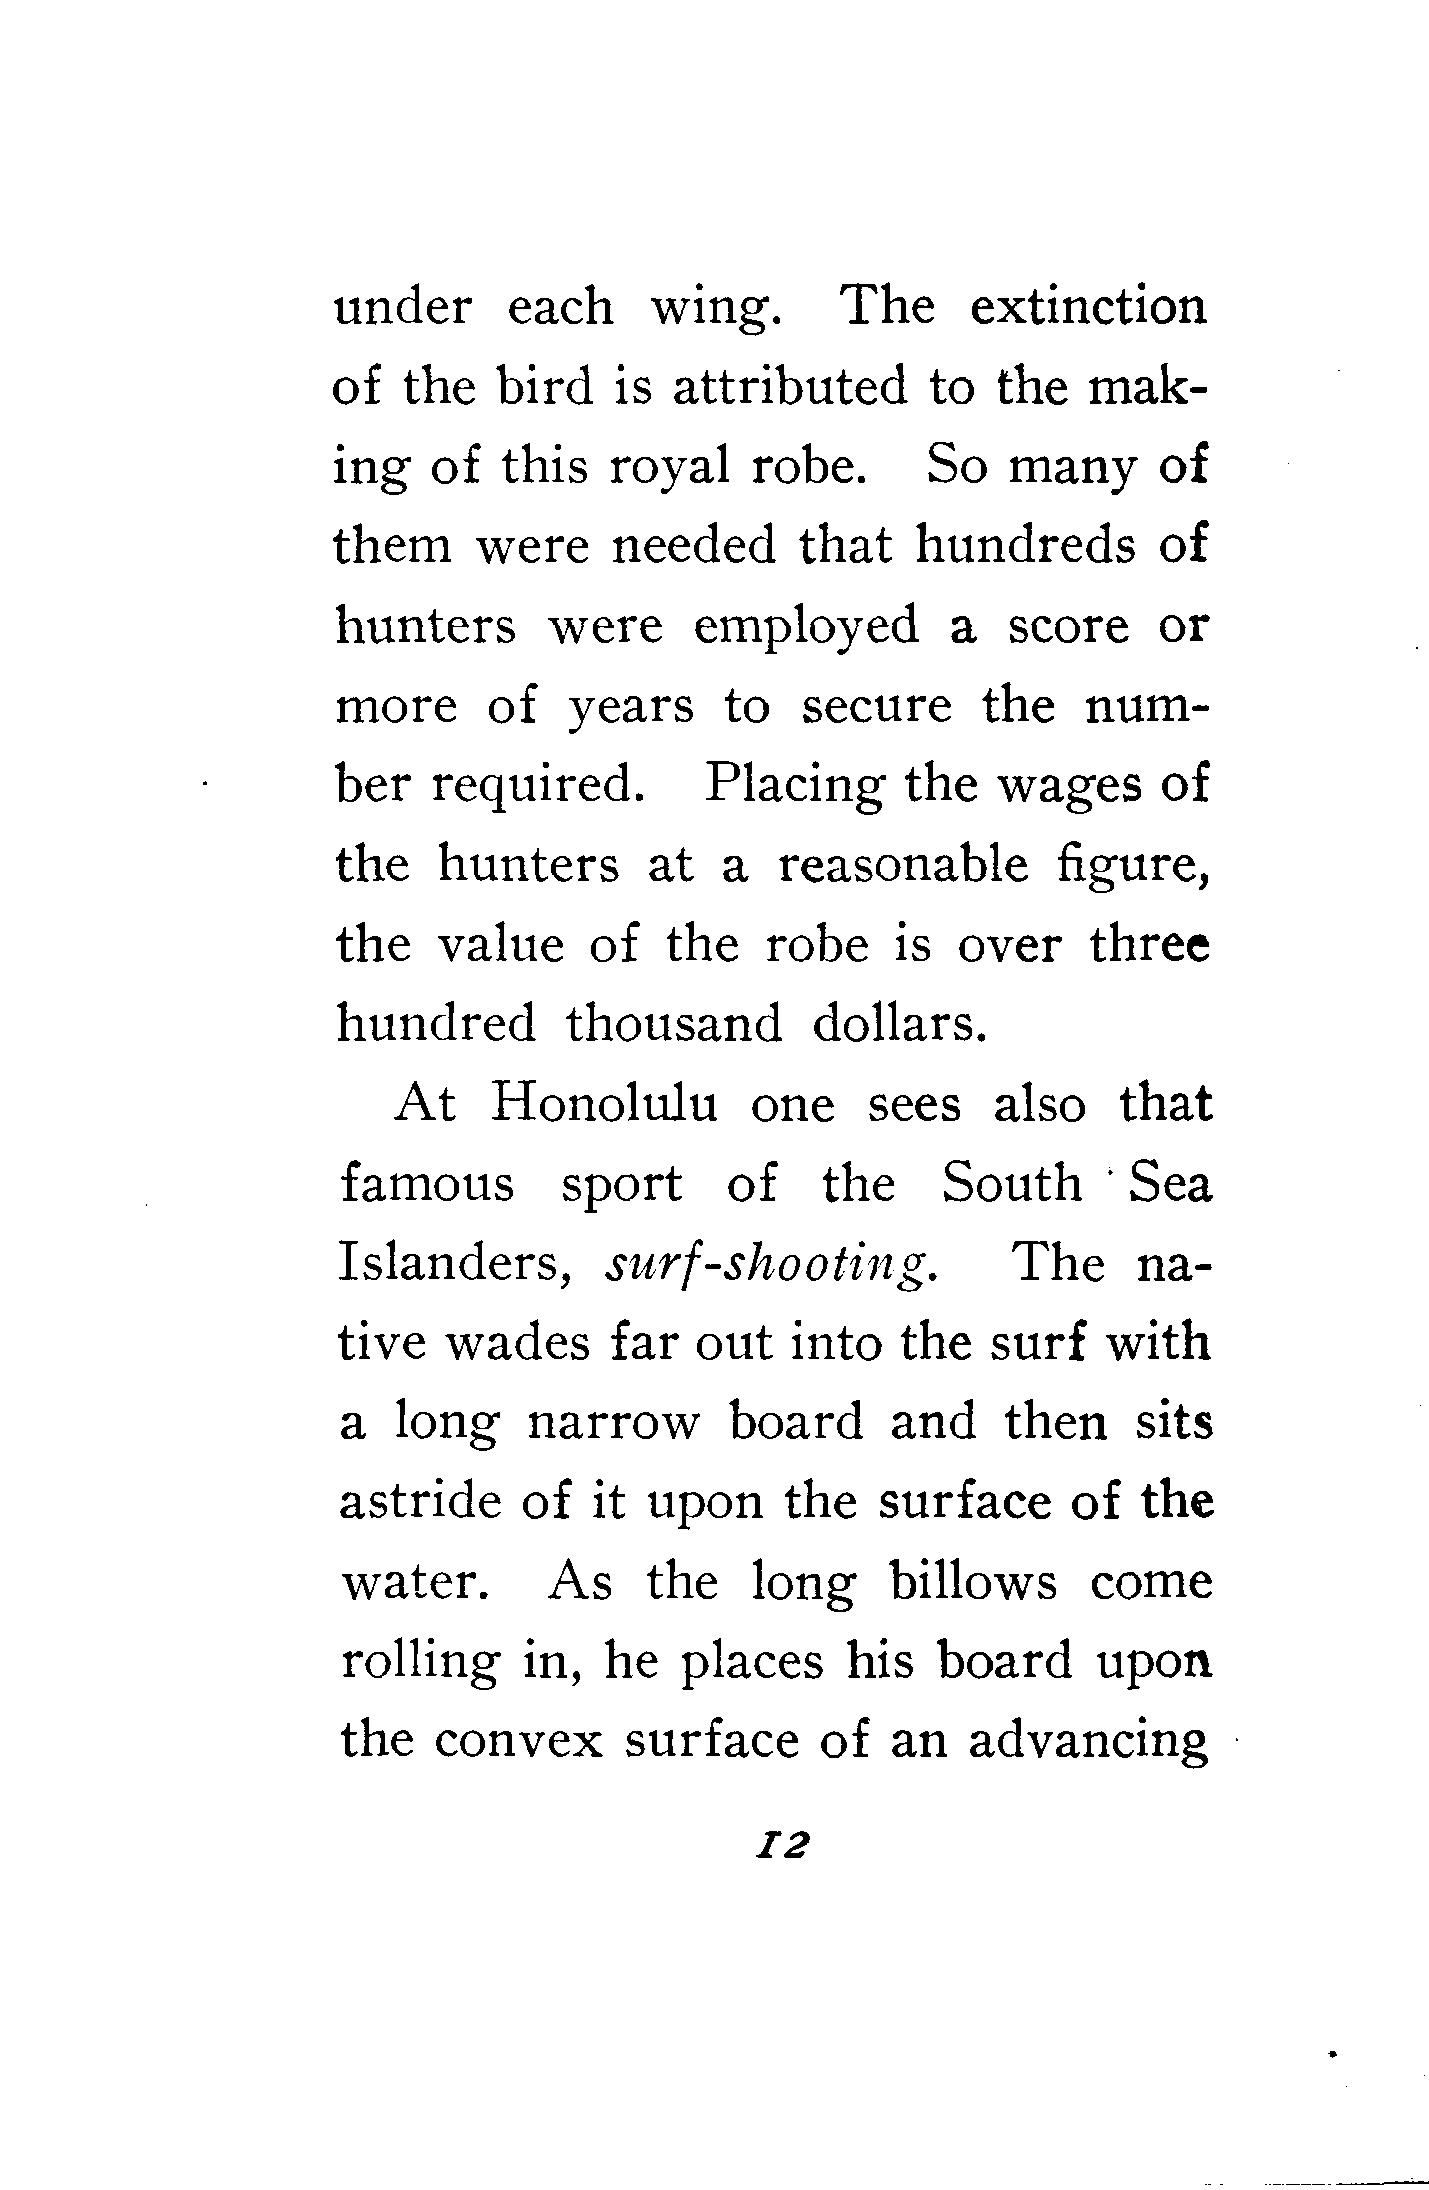 under each wing. The extinction
of the bird is attributed to the mak-
ing of this royal robe. So many of
them were needed that hundreds of
hunters were employed a score or
more of years to secure the num-
ber required. Placing the wages of
the hunters at a reasonable figure,
the value of the robe is over three
hundred thousand dollars.
At Honolulu one sees also that
famous sport of the South Sea
Islanders, surf-shooting. The na-
tive wades far out into the surf with
a long narrow board and then sits
astride of it upon the surface of the
water. As the long billows come
rolling in, he places his board upon
the convex surface of an advancing
12